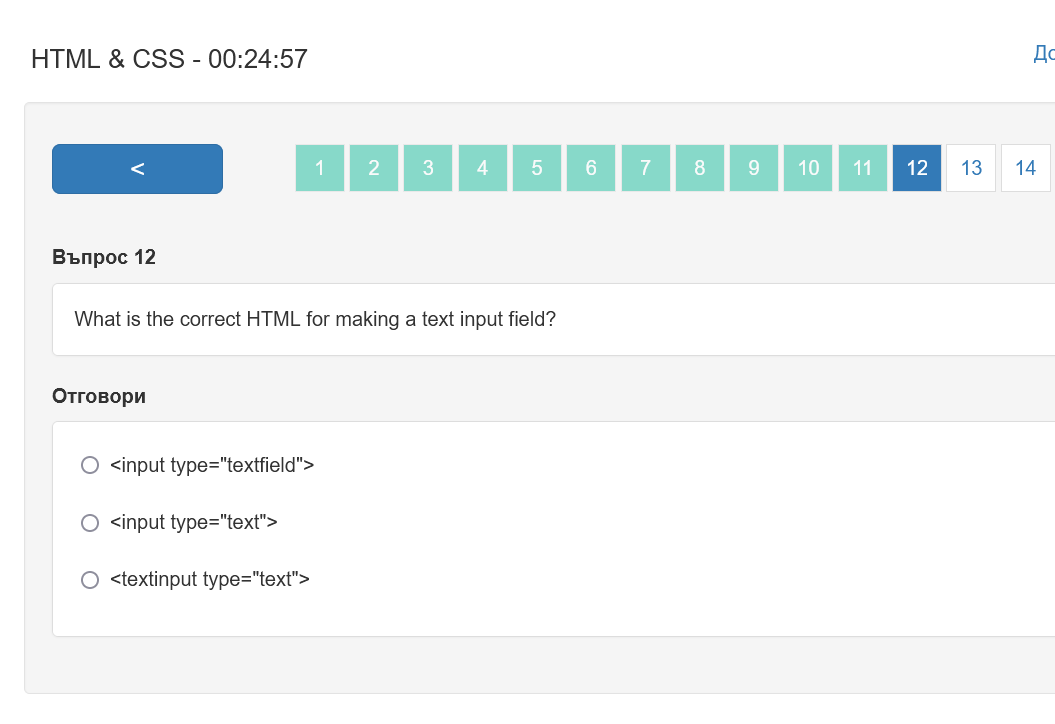 HTML & CSS - 00:24:57
< 1 2 3 4 5 6 7 8 9 10 11 12 13 14
Въпрос 12
What is the correct HTML for making a text input field?
Отговори
<input type="textfield">
<input type="text">
<textinput type="text">